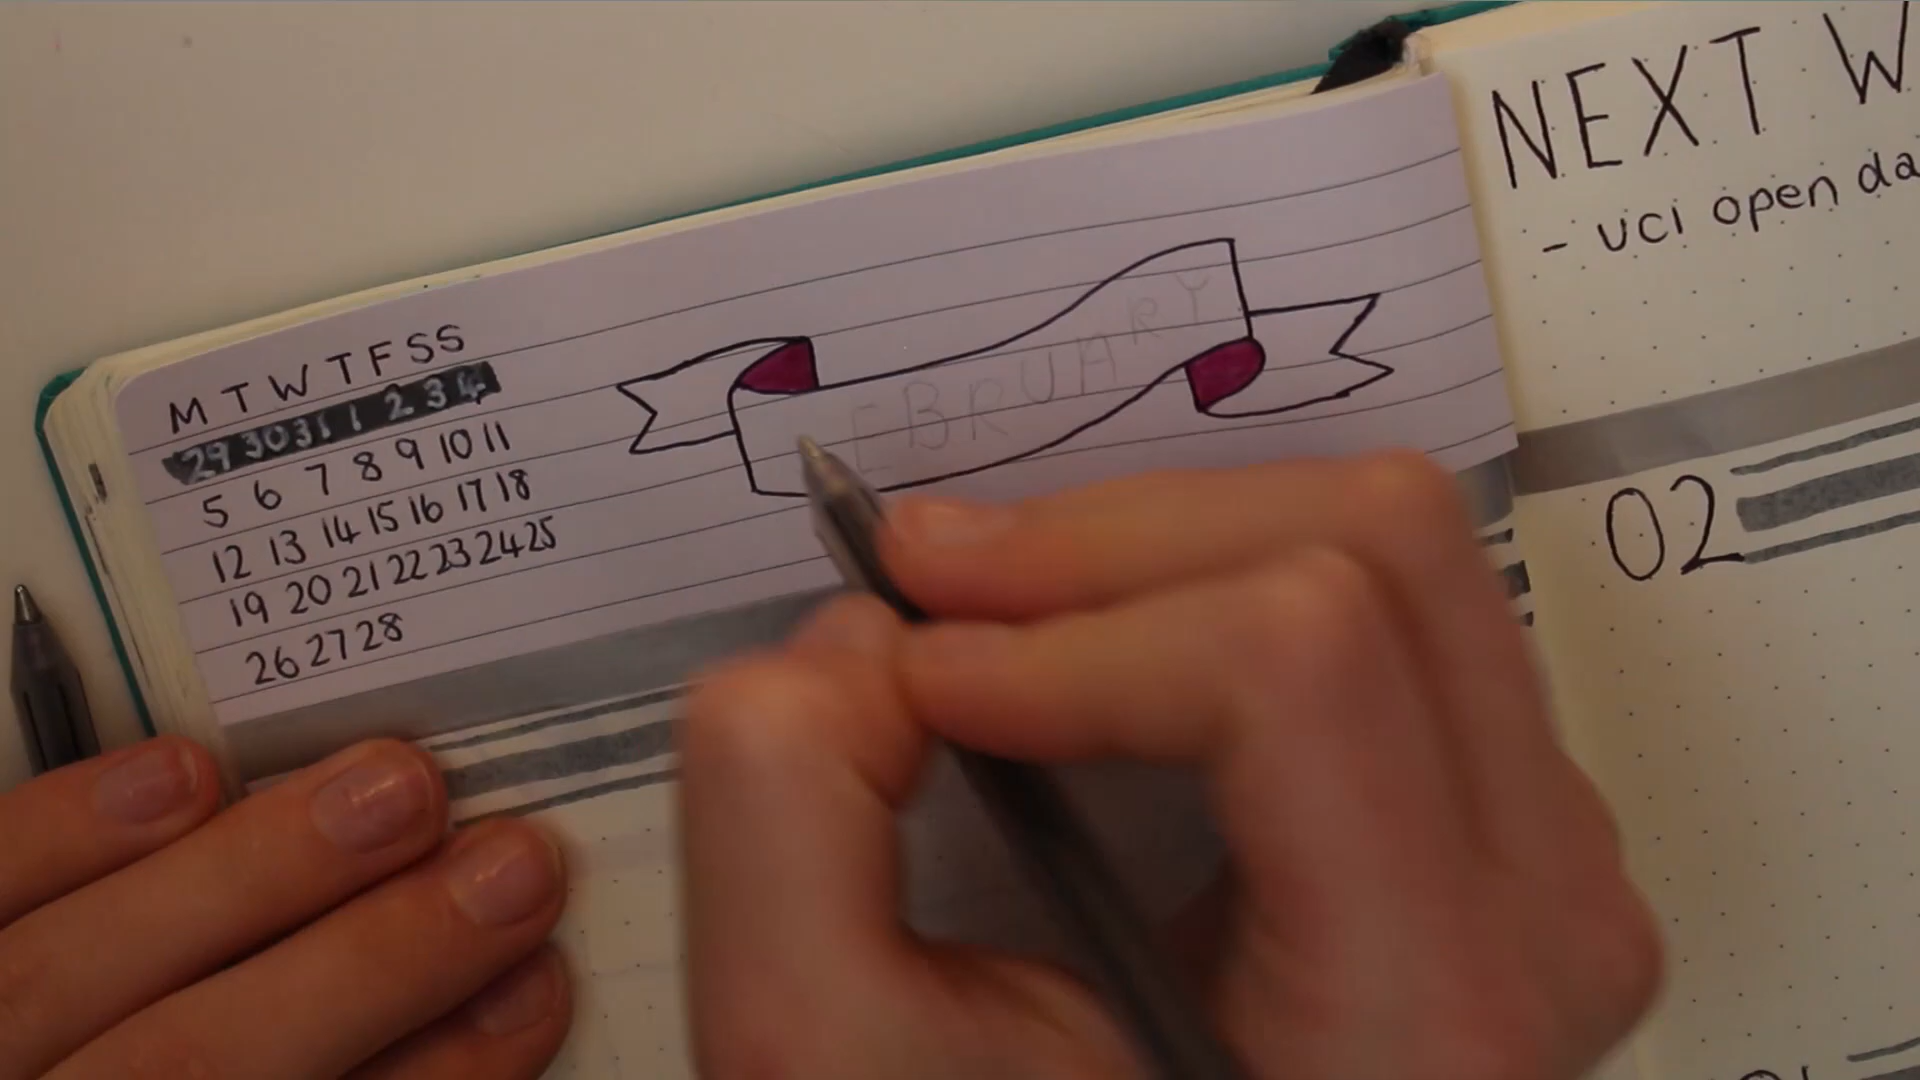 M T W T F S S
29 30 31 1 2 3 4
5 6 7 8 9 10 11
12 13 14 15 16 17 18
19 20 21 22 23 24 25
26 27 28
EBRUARY
NEXT W
- UCI open da
02